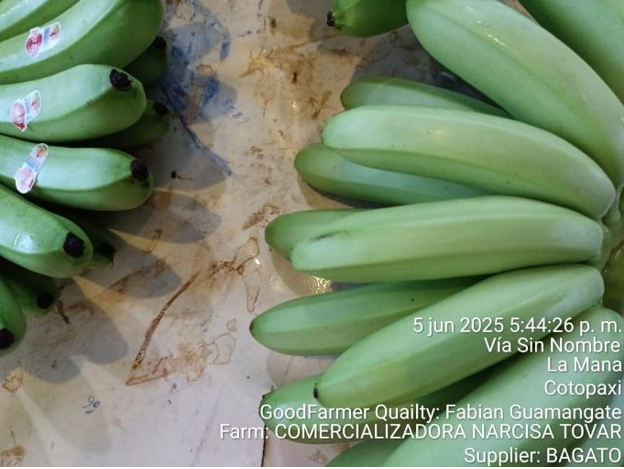 5 jun 2025 5:44:26 p. m.
Vía Sin Nombre
La Mana
Cotopaxi
GoodFarmer Quailty: Fabian Guamangate
Farm: COMERCIALIZADORA NARCISA TOVAR
Supplier: BAGATO